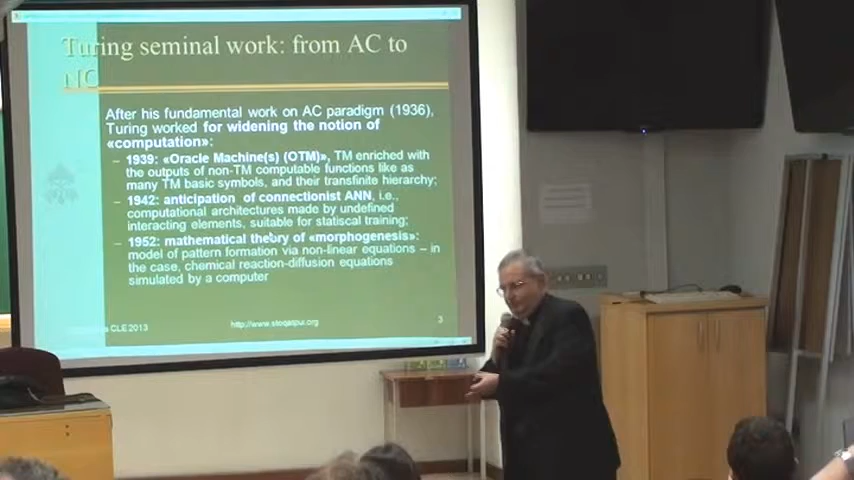 Turing seminal work: from AC to
NC
After his fundamental work on AC paradigm (1936),
Turing worked for widening the notion of
«computation»:
– 1939: «Oracle Machine(s) (OTM)», TM enriched with
the outputs of non-TM computable functions like as
many TM basic symbols, and their transfinite hierarchy;
– 1942: anticipation of connectionist ANN, i.e.,
computational architectures made by undefined
interacting elements, suitable for statiscal training;
– 1952: mathematical theory of «morphogenesis»:
model of pattern formation via non-linear equations – in
the case, chemical reaction-diffusion equations
simulated by a computer
CLE 2013
3